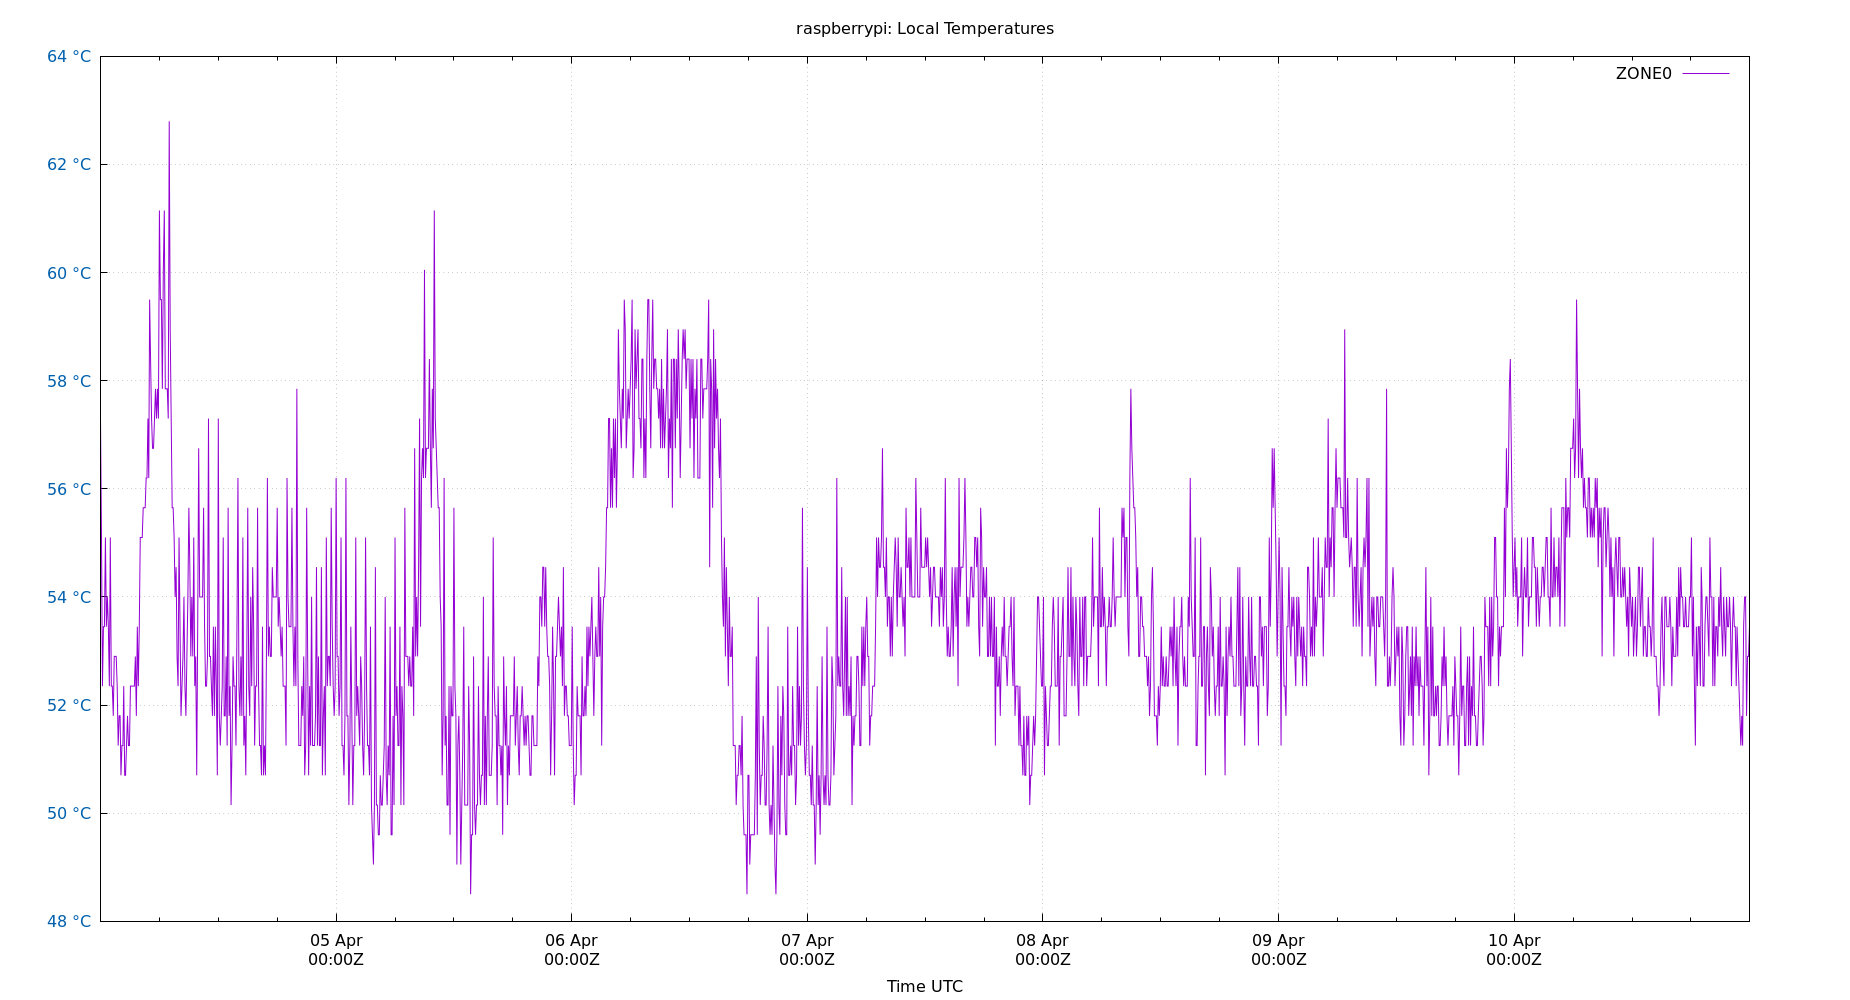 raspberrypi: Local Temperatures
64 °C
ZONE0
62 °C
60 °C
58 °C
56 °C
54 °C
52 °C
50 °C
48 °C
05 Apr
00:00Z
06 Apr
00:00Z
07 Apr
00:00Z
08 Apr
00:00Z
09 Apr
00:00Z
10 Apr
00:00Z
Time UTC